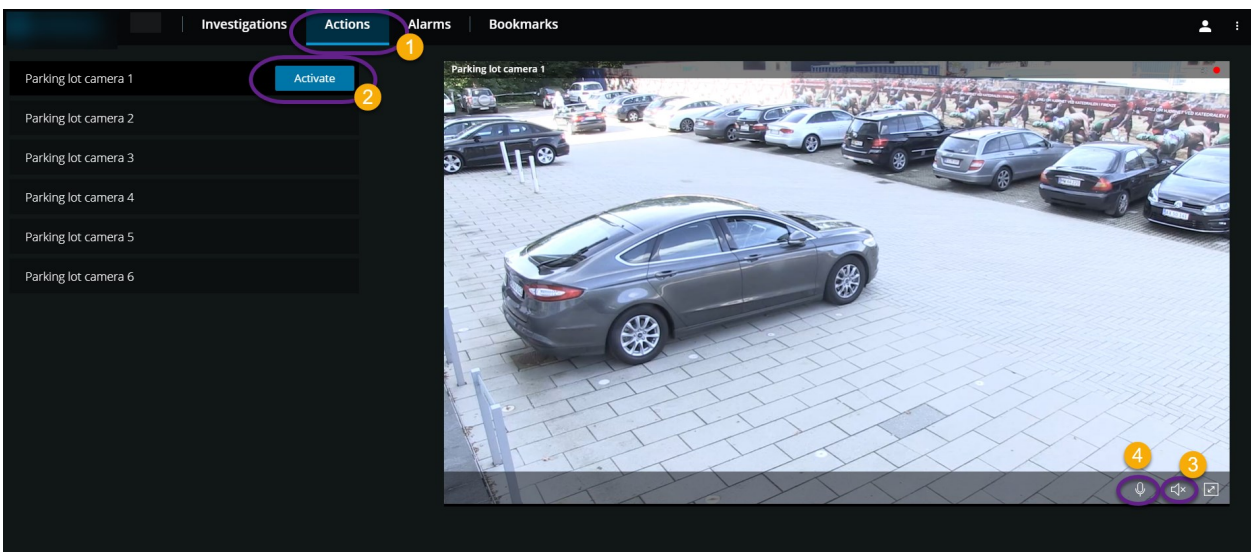 Investigations
Actions
Alarms
Bookmarks
1
Parking lot camera 1
Activate
2
Parking lot camera 2
Parking lot camera 3
Parking lot camera 4
Parking lot camera 5
Parking lot camera 6
Parking lot camera 1
4
3